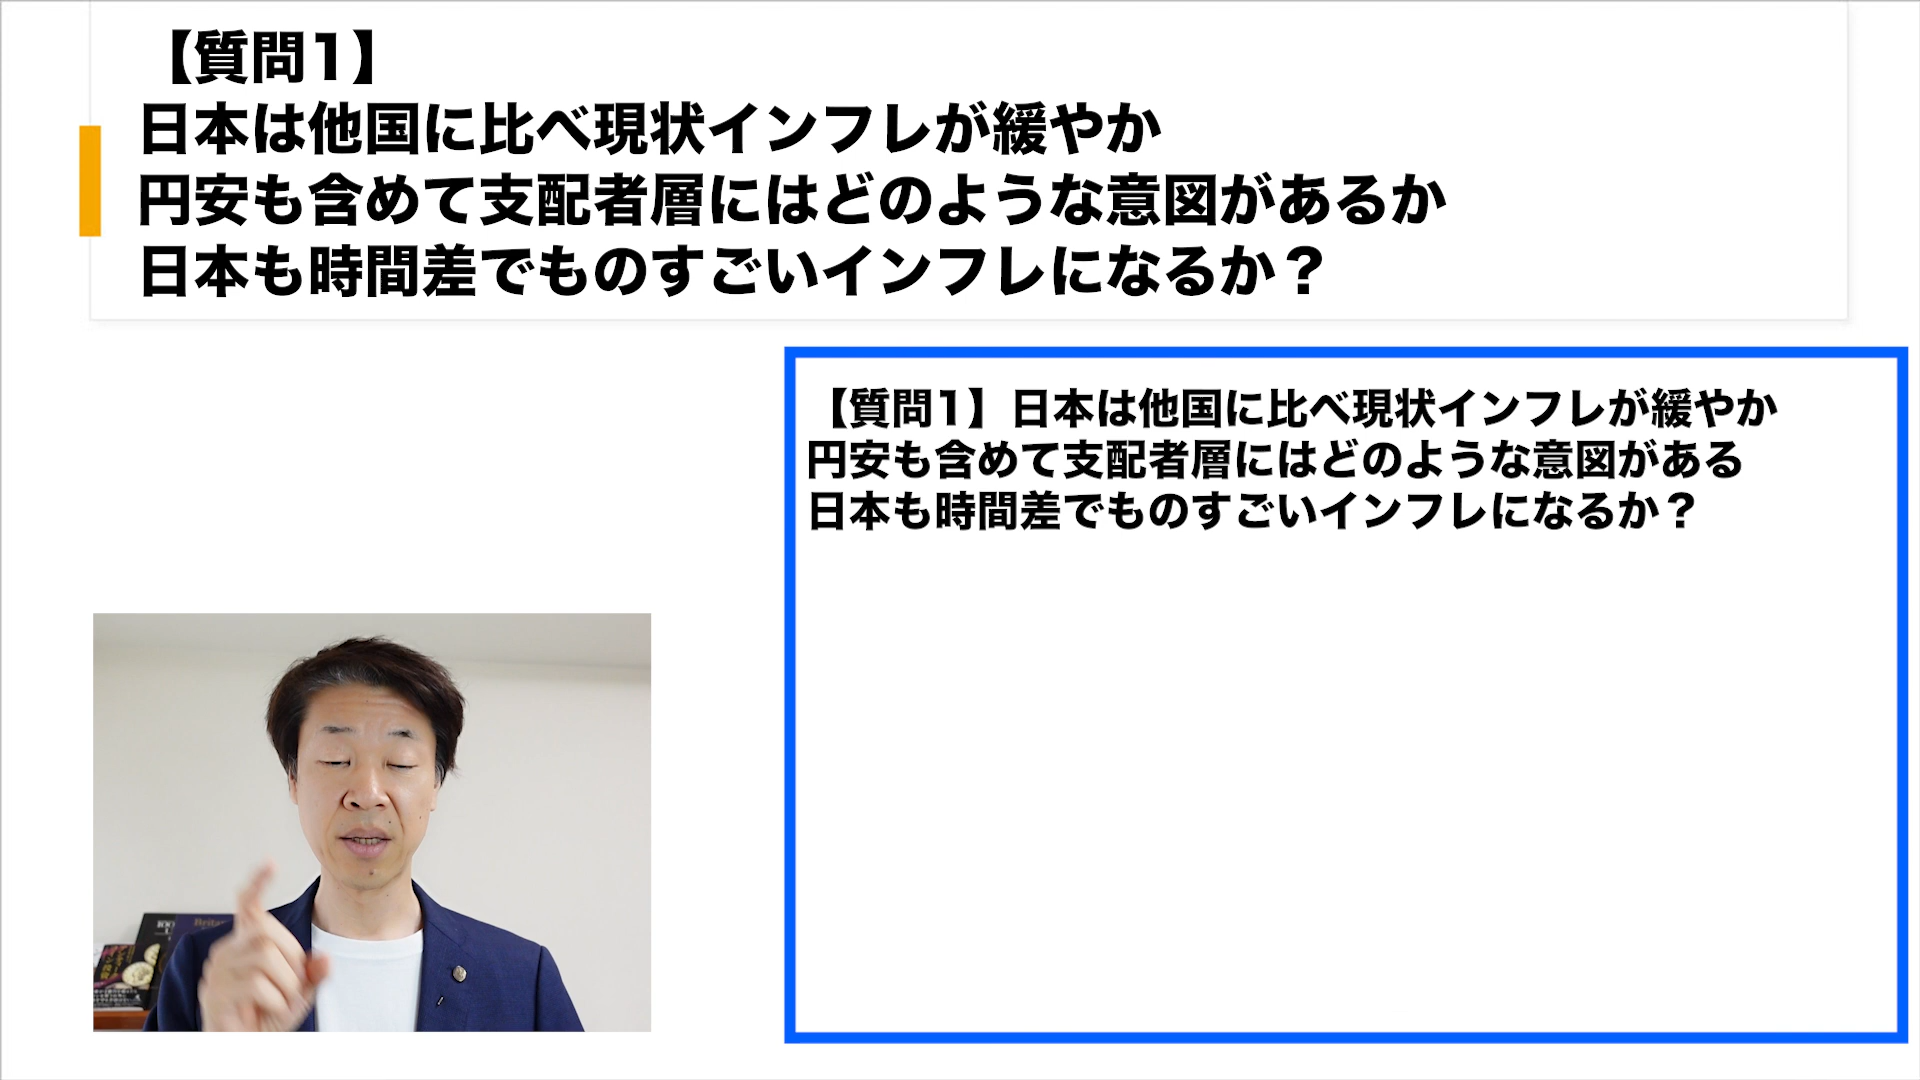 【質問1】
日本は他国に比べ現状インフレが緩やか
円安も含めて支配者層にはどのような意図があるか
日本も時間差でものすごいインフレになるか？
【質問1】日本は他国に比べ現状インフレが緩やか
円安も含めて支配者層にはどのような意図がある
日本も時間差でものすごいインフレになるか？